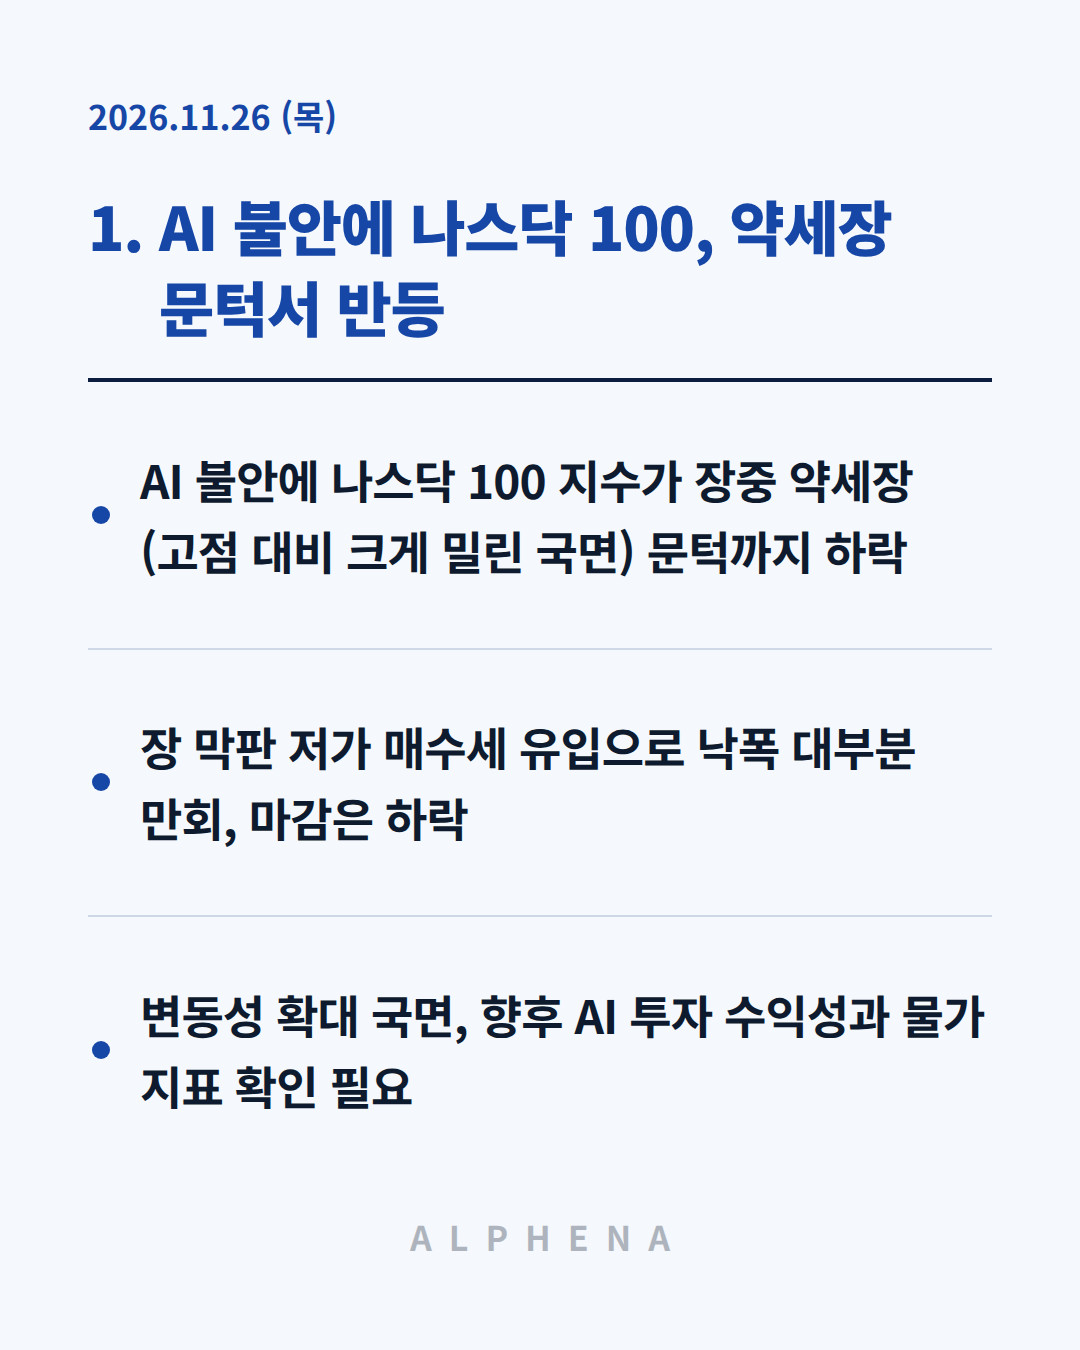 2026.11.26 (목)
1. AI 불안에 나스닥 100, 약세장
문턱서 반등
AI 불안에 나스닥 100 지수가 장중 약세장
(고점 대비 크게 밀린 국면) 문턱까지 하락
장 막판 저가 매수세 유입으로 낙폭 대부분
만회, 마감은 하락
변동성 확대 국면, 향후 AI 투자 수익성과 물가
지표 확인 필요
ALPHENA